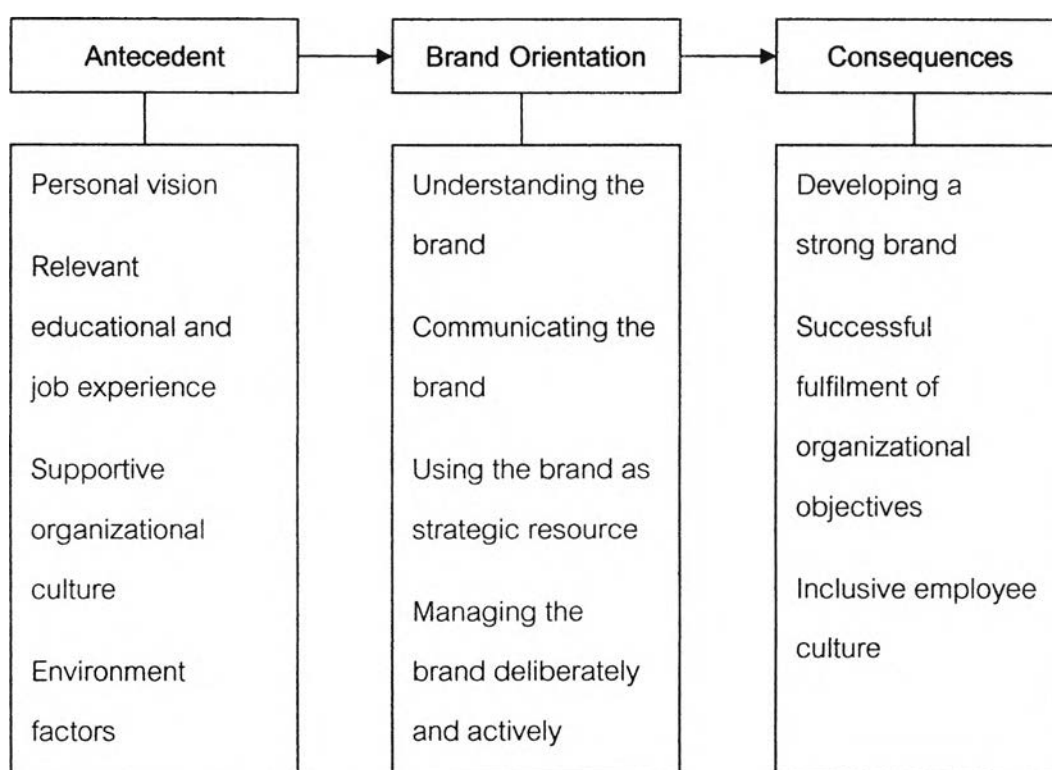 Antecedent
Brand Orientation
Consequences
Personal vision
Relevant
educational and
job experience
Supportive
organizational
culture
Environment
factors
Understanding the
brand
Communicating the
brand
Using the brand as
strategic resource
Managing the
brand deliberately
and actively
Developing a
strong brand
Successful
fulfilment of
organizational
objectives
Inclusive employee
culture